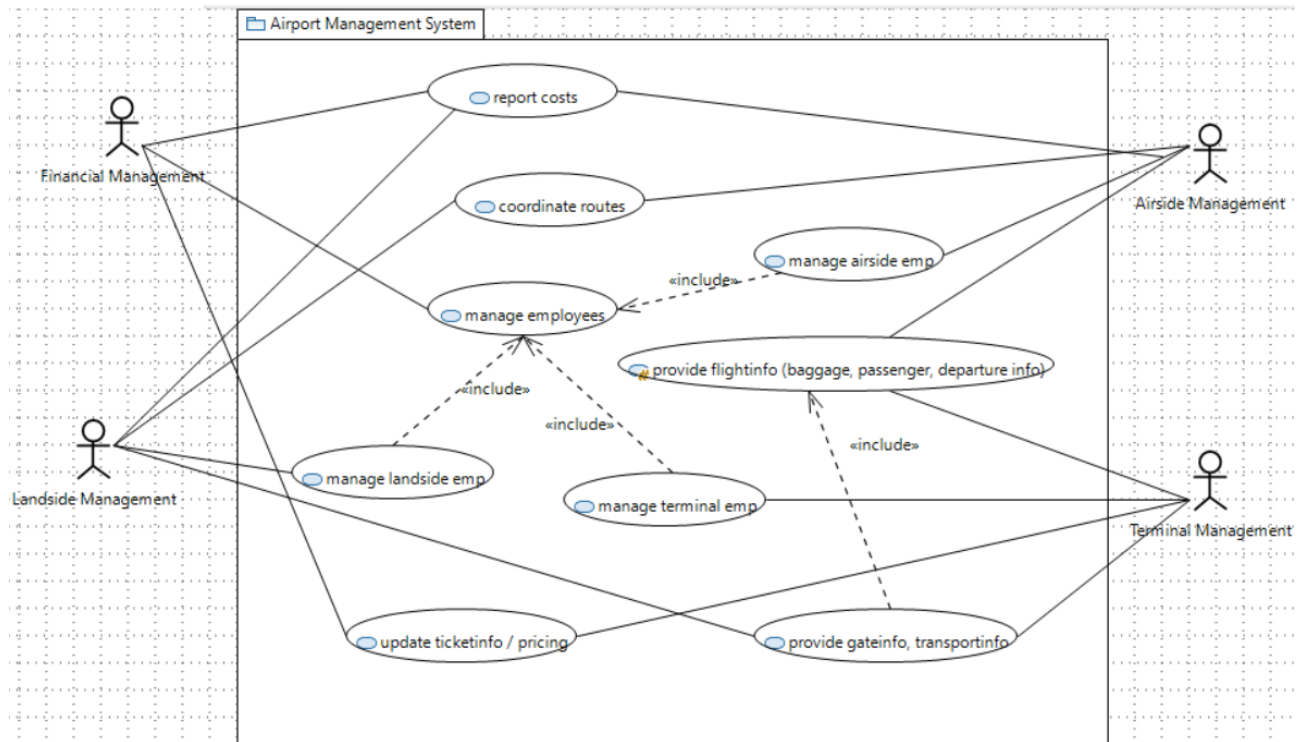 Airport Management System
report costs
Financial Management
Airside Management
coordinate routes
manage airside emp
«include»
manage employees
provide flightinfo (baggage, passenger, departure info)
«include»
«include»
«include»
manage landside emp
Landside Management
manage terminal emp
Terminal Management
update ticketinfo / pricing
provide gateinfo, transportinfo